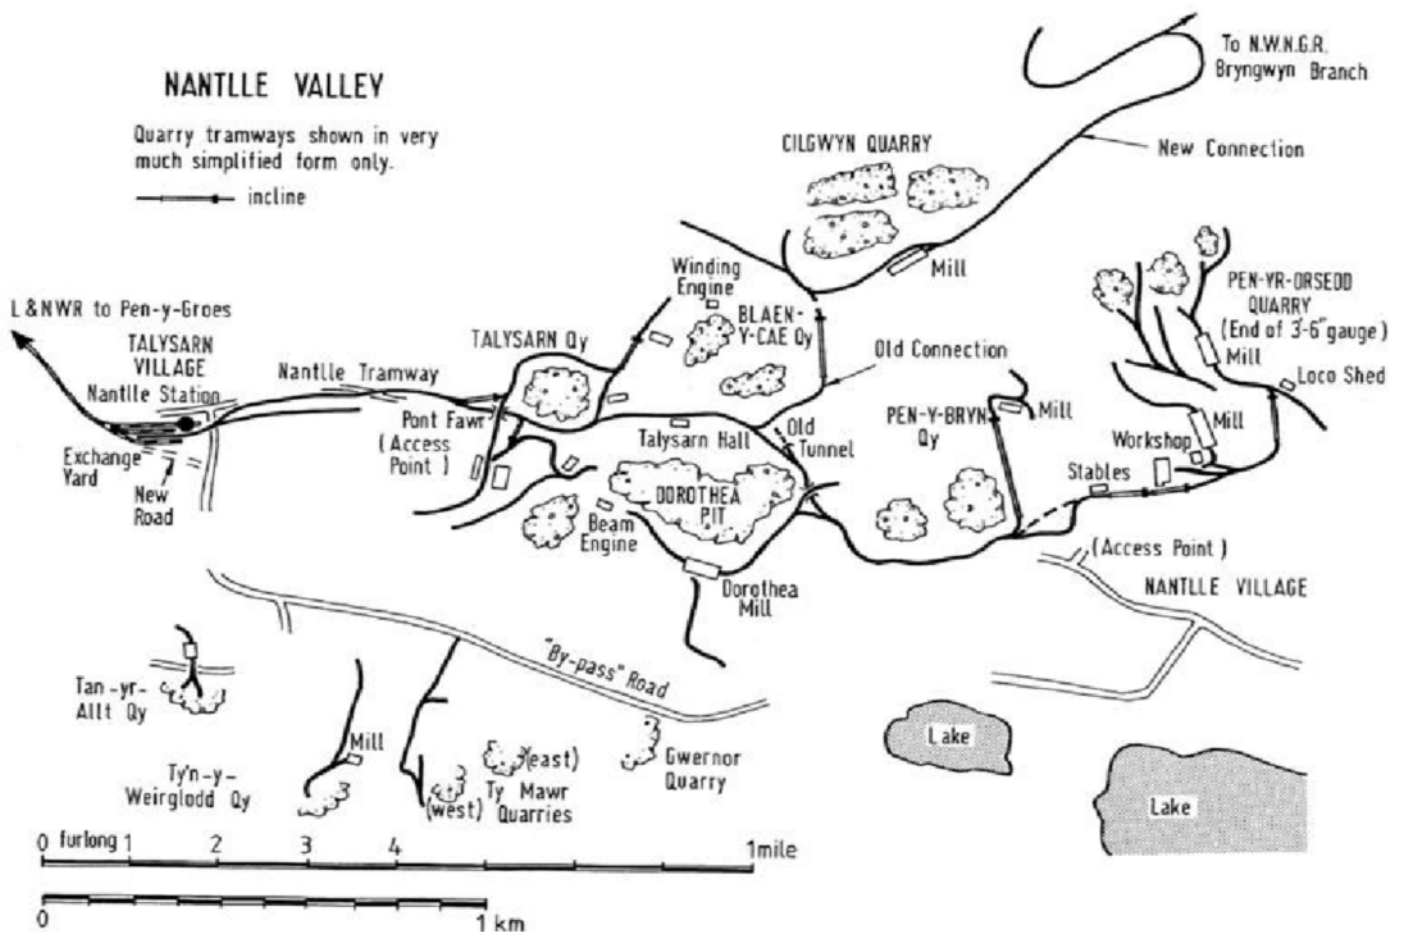 NANTLLE VALLEY
Quarry tramways shown in very
much simplified form only.
incline
To N.W.N.G.R.
Bryngwyn Branch
CILGWYN QUARRY
New Connection
Mill
Winding
Engine
PEN-YR-ORSEDD
QUARRY
(End of 3'-6" gauge)
Mill
L&NWR to Pen-y-Groes
TALYSARN
VILLAGE
Nantlle Station
Nantlle Tramway
TALYSARN Qy
BLAEN-
Y-CAE Qy
Old Connection
Loco Shed
Pont Fawr
(Access
Point)
Talysarn Hall
Old
Tunnel
PEN-Y-BRYN
Qy
Mill
Mill
Workshop
Stables
Exchange
Yard
New
Road
DOROTHEA
PIT
Beam
Engine
(Access Point)
NANTLLE VILLAGE
Dorothea
Mill
"By-pass" Road
Tan-yr-
Allt Qy
Mill
Ty'n-y-
Weirglodd Qy
(east)
(west)
Ty Mawr
Quarries
Gwernor
Quarry
Lake
Lake
0 furlong 1 2 3 4 1mile
0 1 km